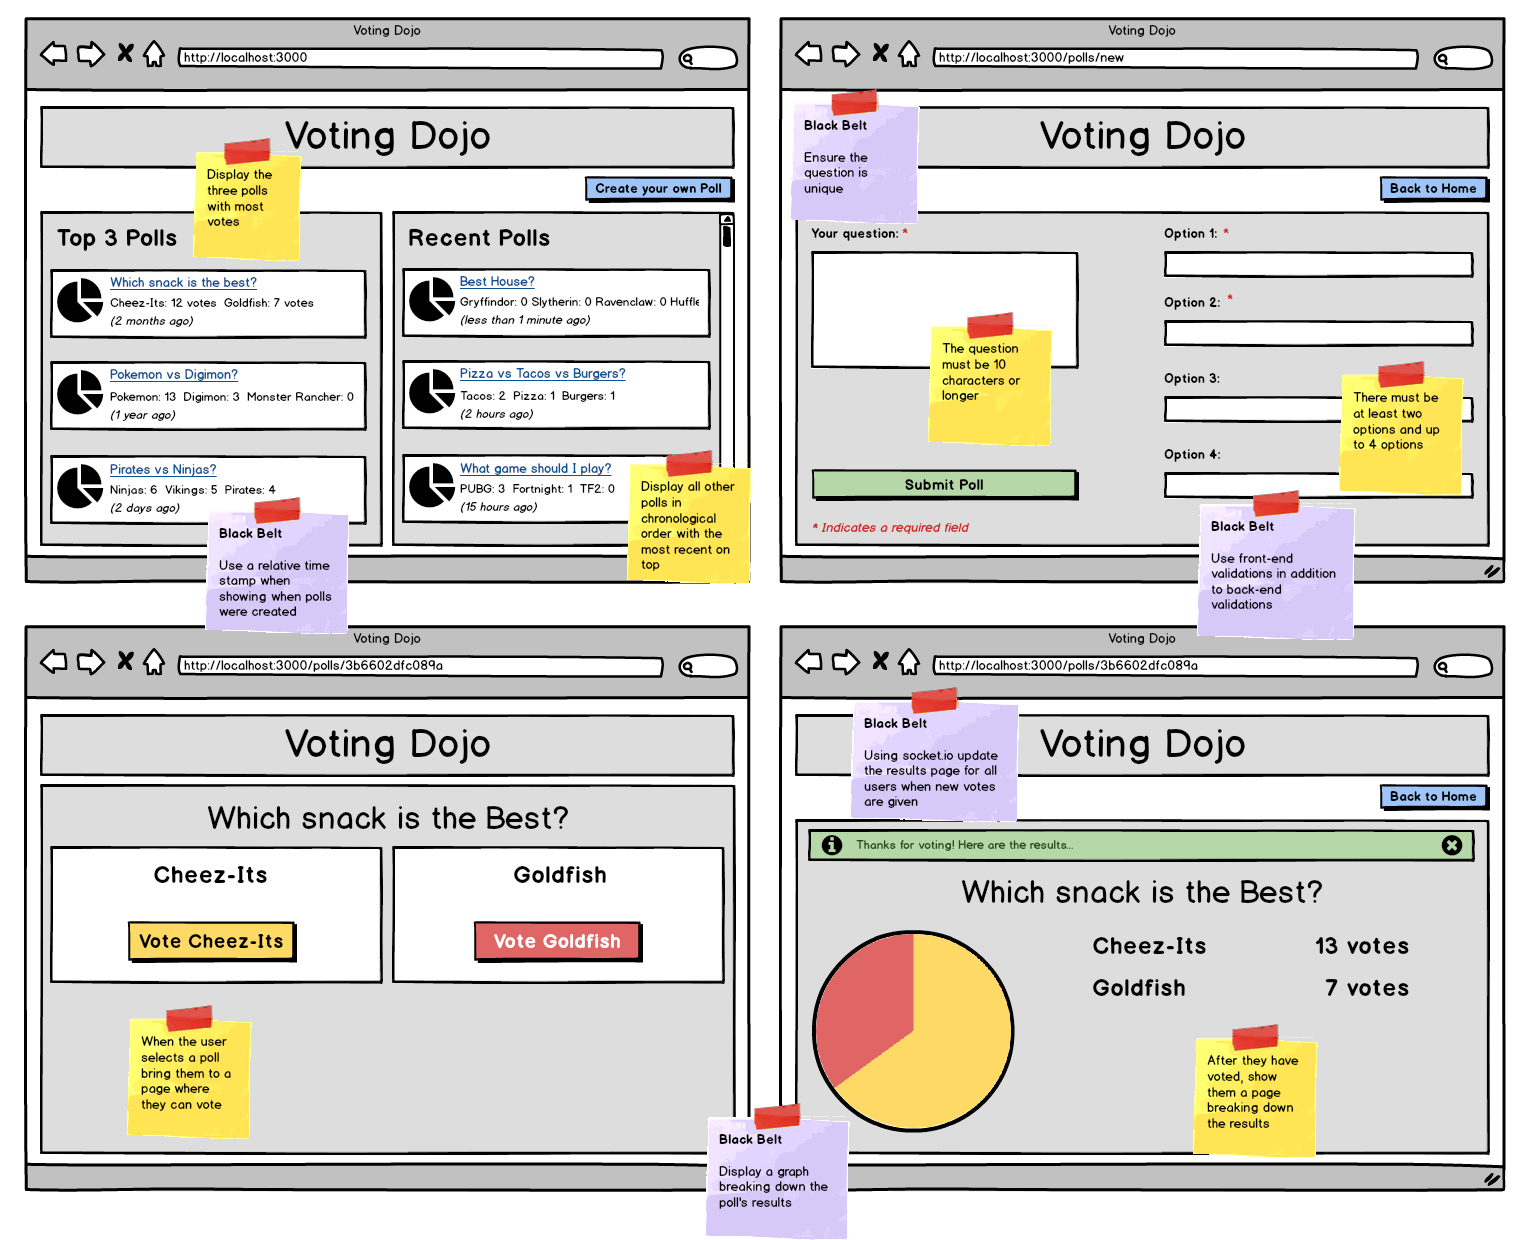 Voting Dojo
http://localhost:3000
Voting Dojo
Display the
three polls
with most
votes
Create your own Poll
Top 3 Polls
Which snack is the best?
Cheez-Its: 12 votes Goldfish: 7 votes
(2 months ago)
Pokemon vs Digimon?
Pokemon: 13 Digimon: 3 Monster Rancher: 0
(1 year ago)
Pirates vs Ninjas?
Ninjas: 6 Vikings: 5 Pirates: 4
(2 days ago)
Black Belt
Use a relative time
stamp when
showing when polls
were created
Recent Polls
Best House?
Gryffindor: 0 Slytherin: 0 Ravenclaw: 0 Huffle
(less than 1 minute ago)
Pizza vs Tacos vs Burgers?
Tacos: 2 Pizza: 1 Burgers: 1
(2 hours ago)
What game should I play?
PUBG: 3 Fortnight: 1 TF2: 0
(15 hours ago)
Display all other
polls in
chronological
order with the
most recent on
top
Voting Dojo
http://localhost:3000/polls/new
Voting Dojo
Black Belt
Ensure the
question is
unique
Back to Home
Your question: *
The question
must be 10
characters or
longer
Submit Poll
* Indicates a required field
Option 1: *
Option 2: *
Option 3:
Option 4:
There must be
at least two
options and up
to 4 options
Black Belt
Use front-end
validations in addition
to back-end
validations
Voting Dojo
http://localhost:3000/polls/3b6602dfc089a
Voting Dojo
Which snack is the Best?
Cheez-Its
Vote Cheez-Its
Goldfish
Vote Goldfish
When the user
selects a poll
bring them to a
page where
they can vote
Voting Dojo
http://localhost:3000/polls/3b6602dfc089a
Voting Dojo
Black Belt
Using socket.io update
the results page for all
users when new votes
are given
Back to Home
Thanks for voting! Here are the results...
Which snack is the Best?
Cheez-Its 13 votes
Goldfish 7 votes
After they have
voted, show
them a page
breaking down
the results
Black Belt
Display a graph
breaking down the
poll's results